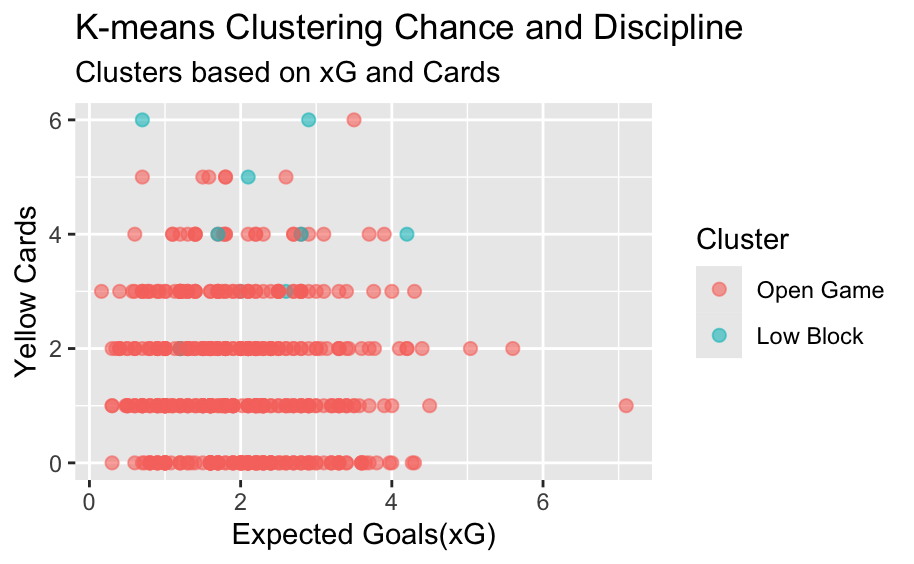 K-means Clustering Chance and Discipline
Clusters based on xG and Cards
6
4
2
0
Yellow Cards
0 2 4 6
Expected Goals(xG)
Cluster
Open Game
Low Block